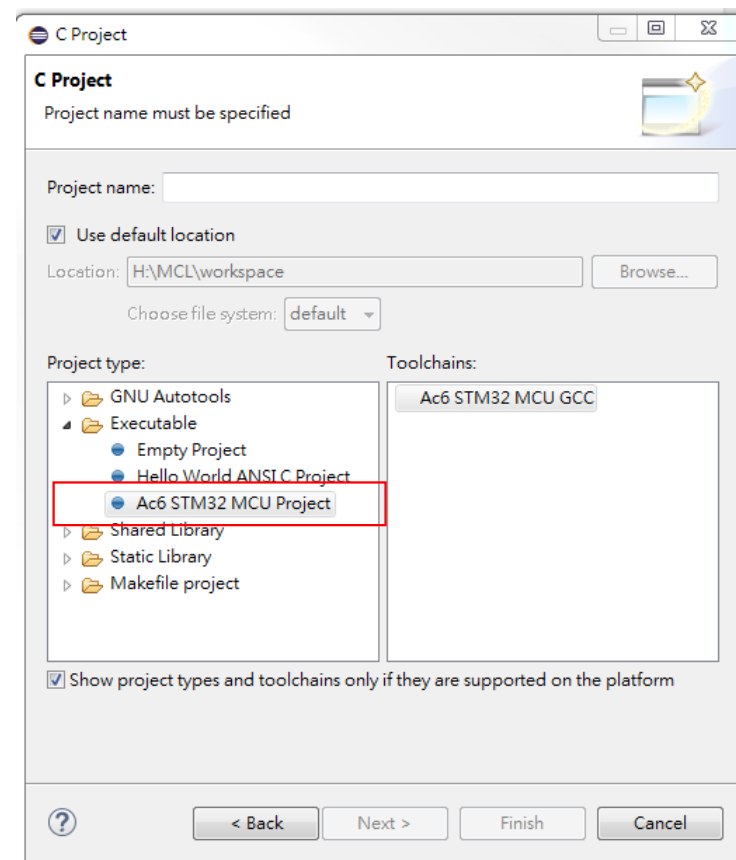 C Project
C Project
Project name must be specified
Project name:
Use default location
Location: H:\MCL\workspace Browse...
Choose file system: default
Project type: Toolchains:
GNU Autotools Ac6 STM32 MCU GCC
Executable
Empty Project
Hello World ANSI C Project
Ac6 STM32 MCU Project
Shared Library
Static Library
Makefile project
Show project types and toolchains only if they are supported on the platform
? < Back Next > Finish Cancel